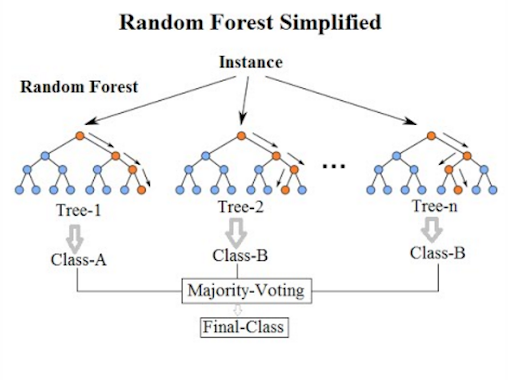 Random Forest Simplified
Instance
Random Forest
...
Tree-1
Tree-2
Tree-n
Class-A
Class-B
Class-B
Majority-Voting
Final-Class